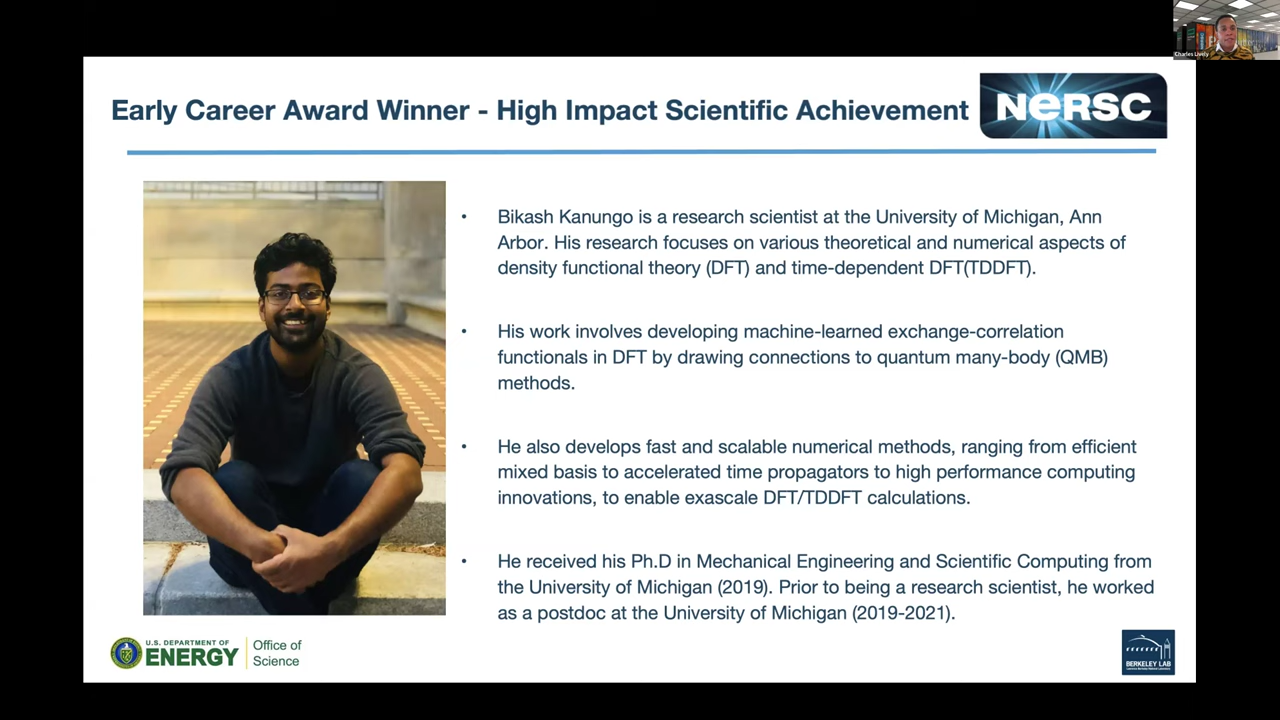 Charles Lively
Early Career Award Winner - High Impact Scientific Achievement
NERSC
• Bikash Kanungo is a research scientist at the University of Michigan, Ann
Arbor. His research focuses on various theoretical and numerical aspects of
density functional theory (DFT) and time-dependent DFT(TDDFT).
• His work involves developing machine-learned exchange-correlation
functionals in DFT by drawing connections to quantum many-body (QMB)
methods.
• He also develops fast and scalable numerical methods, ranging from efficient
mixed basis to accelerated time propagators to high performance computing
innovations, to enable exascale DFT/TDDFT calculations.
• He received his Ph.D in Mechanical Engineering and Scientific Computing from
the University of Michigan (2019). Prior to being a research scientist, he worked
as a postdoc at the University of Michigan (2019-2021).
U.S. DEPARTMENT OF
ENERGY
Office of
Science
BERKELEY LAB